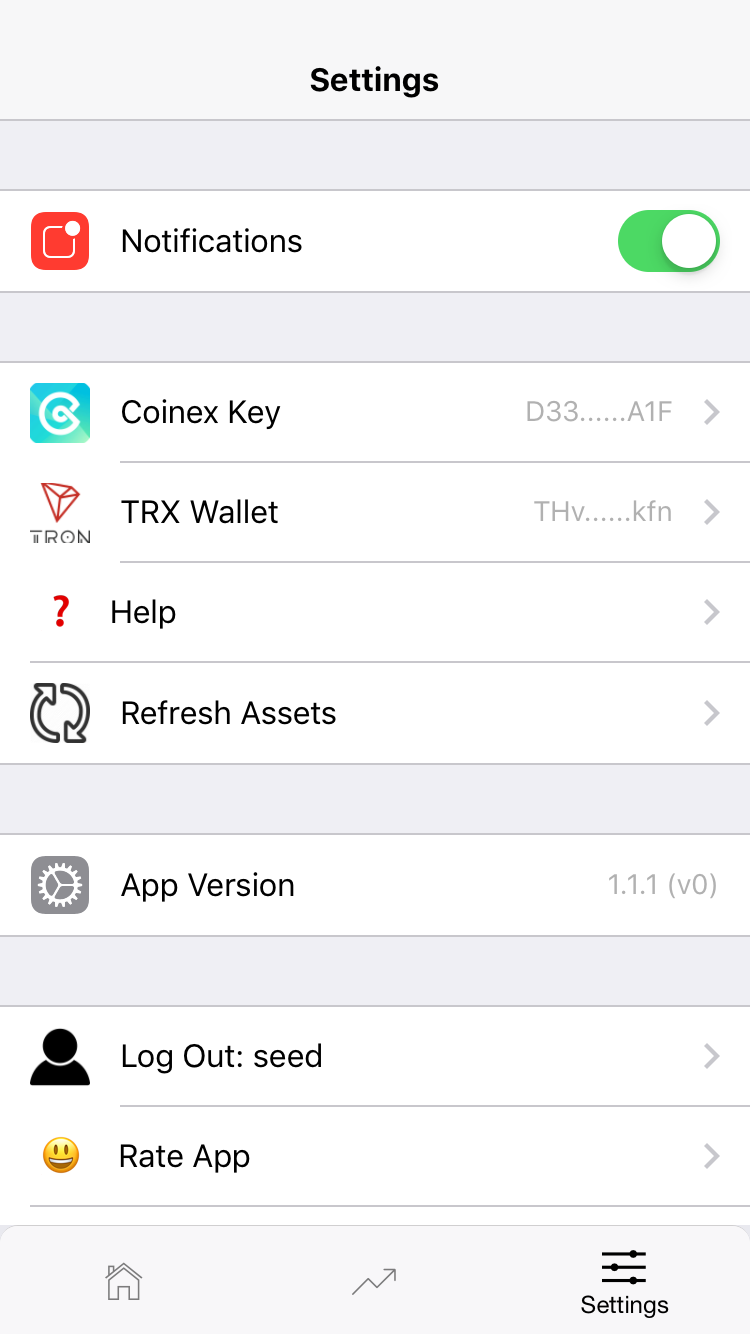 Settings
Notifications
Coinex Key D33......A1F
TRX Wallet THv......kfn
TRON
? Help
Refresh Assets
App Version 1.1.1 (v0)
Log Out: seed
Rate App
Settings